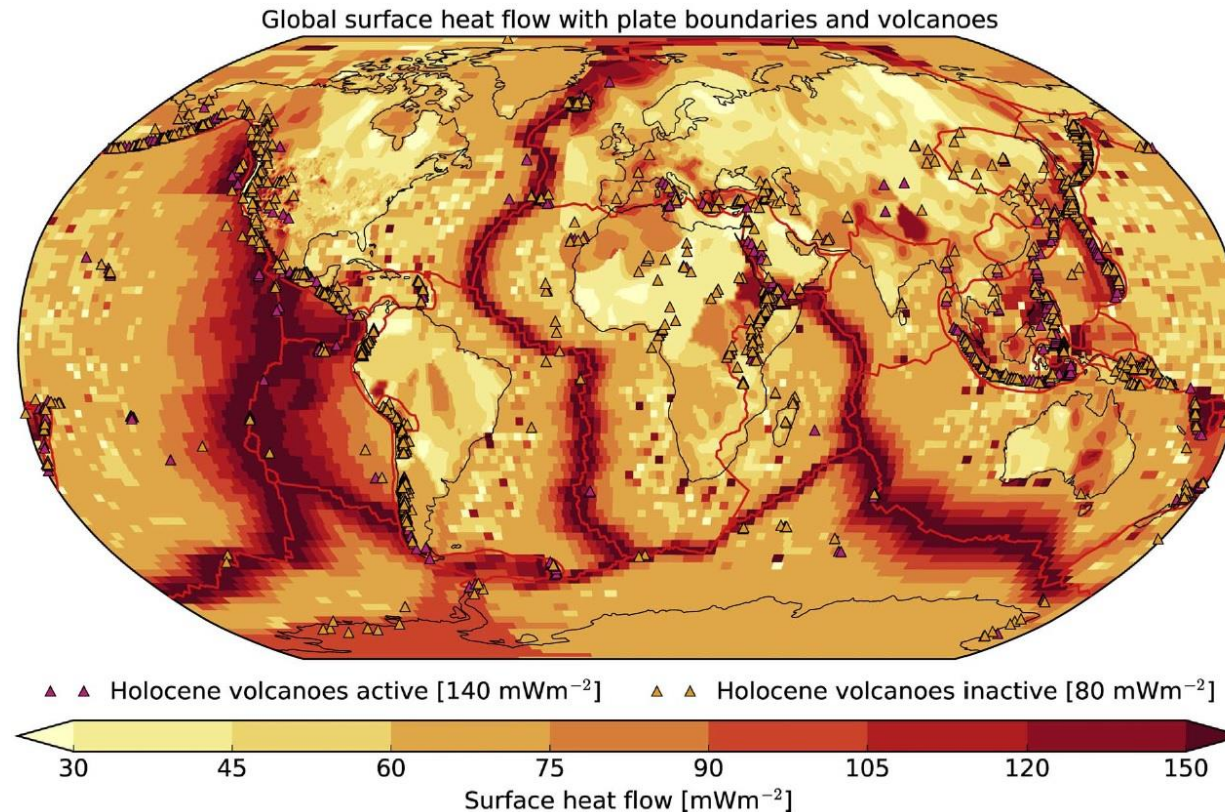 Global surface heat flow with plate boundaries and volcanoes
Holocene volcanoes active [140 mWm⁻²]
Holocene volcanoes inactive [80 mWm⁻²]
30 45 60 75 90 105 120 150
Surface heat flow [mWm⁻²]